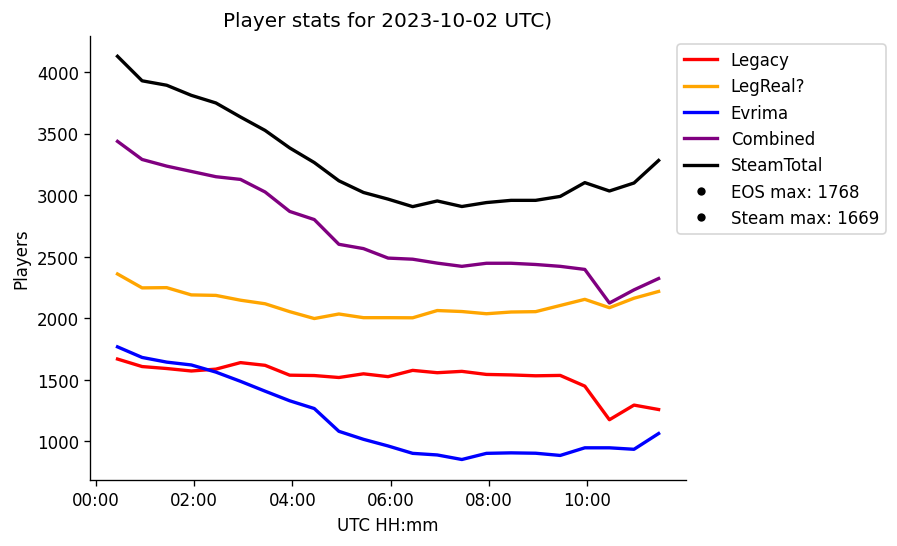 Player stats for 2023-10-02 UTC)
Legacy
LegReal?
Evrima
Combined
SteamTotal
EOS max: 1768
Steam max: 1669
Players
4000
3500
3000
2500
2000
1500
1000
00:00 02:00 04:00 06:00 08:00 10:00
UTC HH:mm